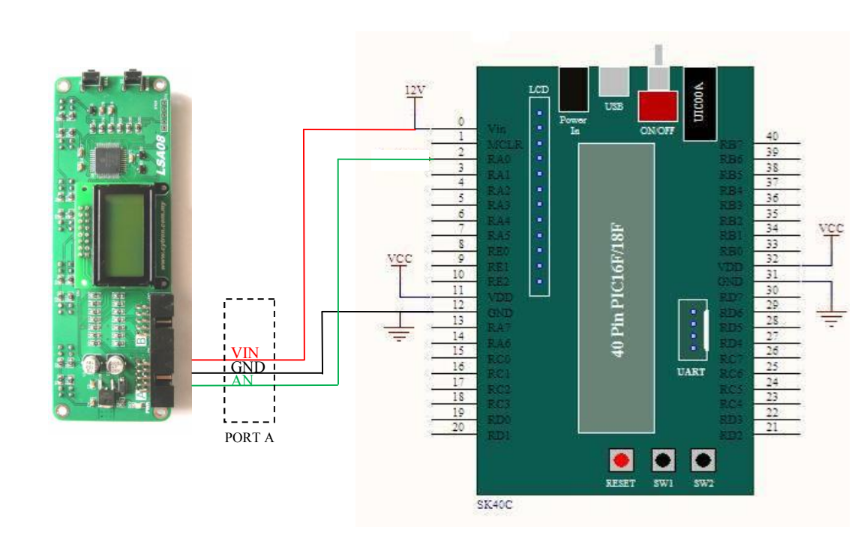 LSA08
www.cytron.com.my
B
A
VIN
GND
AN
PORT A
12V
VCC
VCC
LCD
Power
In
USB
ON/OFF
UIC00A
40 Pin PIC16F/18F
UART
RESET
SW1
SW2
SK40C
0 Vin
1 MCLR
2 RA0
3 RA1
4 RA2
5 RA3
6 RA4
7 RA5
8 RE0
9 RE1
10 RE2
11 VDD
12 GND
13 RA7
14 RA6
15 RC0
16 RC1
17 RC2
18 RC3
19 RD0
20 RD1
40 RB7
39 RB6
38 RB5
37 RB4
36 RB3
35 RB2
34 RB1
33 RB0
32 VDD
31 GND
30 RD7
29 RD6
28 RD5
27 RD4
26 RC7
25 RC6
24 RC5
23 RC4
22 RD3
21 RD2